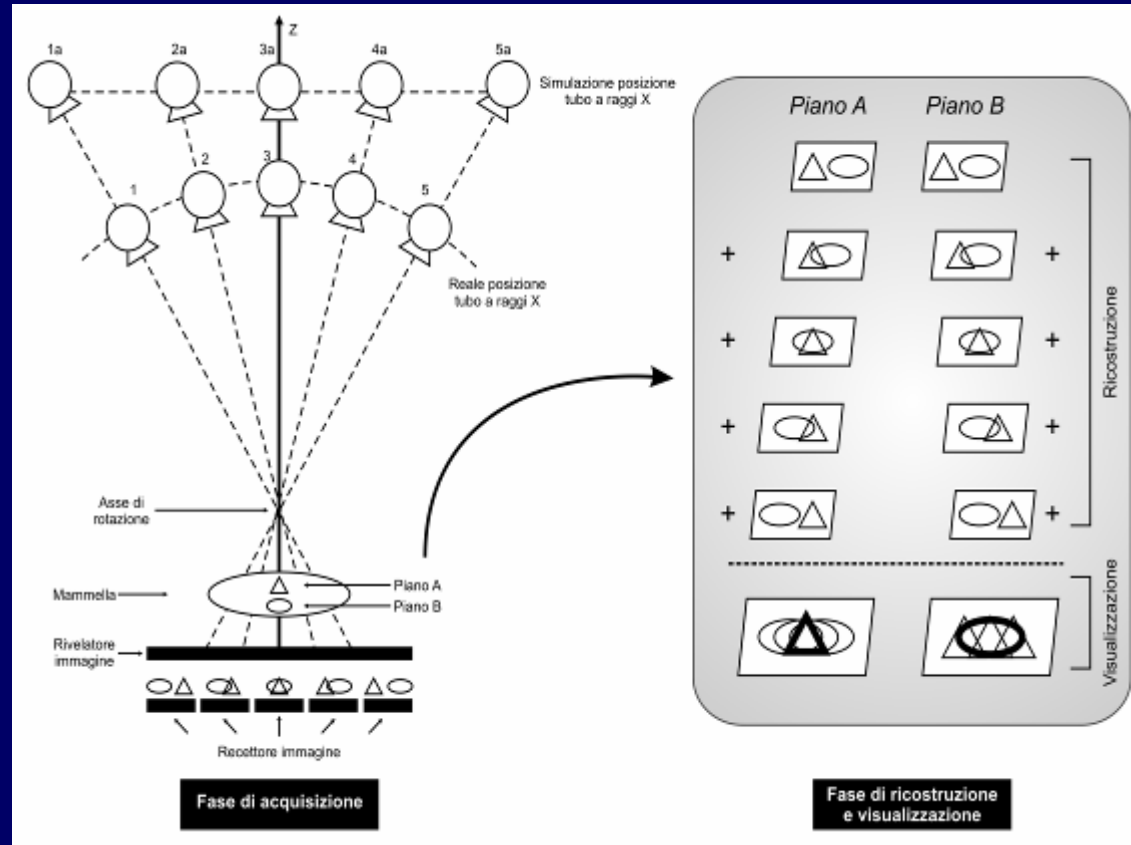 Z
1a
2a
3a
4a
5a
Simulazione posizione
tubo a raggi X
1
2
3
4
5
Reale posizione
tubo a raggi X
Asse di
rotazione
Mammella
Piano A
Piano B
Rivelatore
immagine
Recettore immagine
Fase di acquisizione
Piano A
Piano B
+ +
+ +
+ +
+ +
Ricostruzione
Visualizzazione
Fase di ricostruzione
e visualizzazione